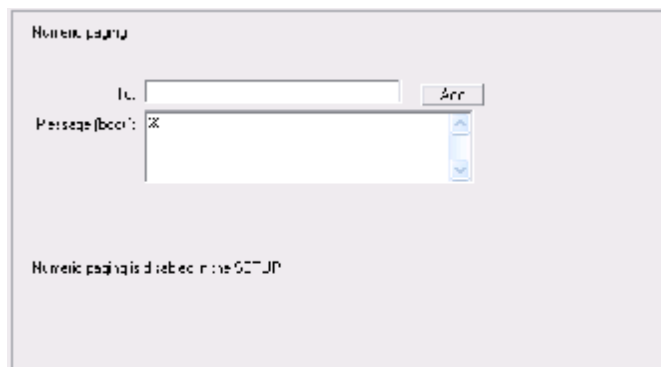 Numeric paging
To:
Add
Message (body):
Numeric paging is disabled in the SETUP